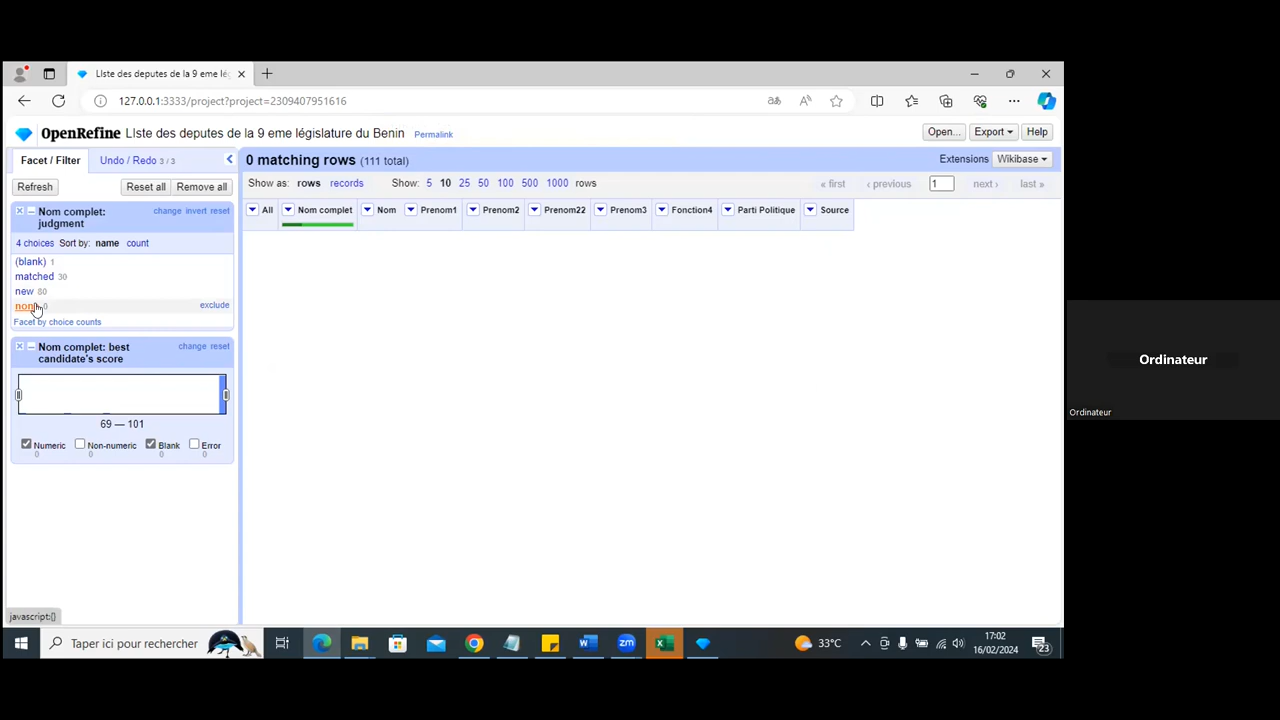 LIste des deputes de la 9 eme lég
127.0.0.1:3333/project?project=2309407951616
OpenRefine LIste des deputes de la 9 eme législature du Benin Permalink
Open... Export Help
Facet / Filter Undo / Redo 3 / 3
0 matching rows (111 total)
Extensions Wikibase
Refresh Reset all Remove all
Show as: rows records Show: 5 10 25 50 100 500 1000 rows
« first ‹ previous 1 next › last »
Nom complet: judgment change invert reset
4 choices Sort by: name count
(blank) 1
matched 30
new 80
0 exclude
Facet by choice counts
Nom complet: best candidate's score change reset
69 — 101
Numeric Non-numeric Blank Error
0 0 0 0
All Nom complet Nom Prenom1 Prenom2 Prenom22 Prenom3 Fonction4 Parti Politique Source
javascript:{}
Ordinateur
Ordinateur
Taper ici pour rechercher
33°C
17:02
16/02/2024
23